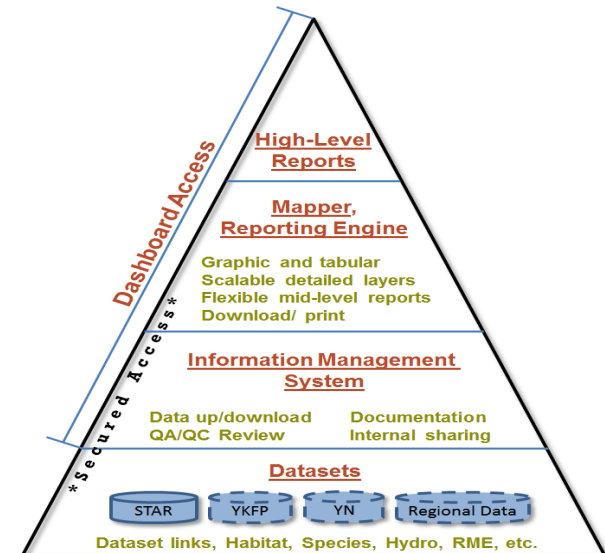 High-Level
Reports
Dashboard Access
Mapper,
Reporting Engine
Graphic and tabular
Scalable detailed layers
Flexible mid-level reports
Download/ print
*Secured Access*
Information Management
System
Data up/download Documentation
QA/QC Review Internal sharing
Datasets
STAR YKFP YN Regional Data
Dataset links, Habitat, Species, Hydro, RME, etc.